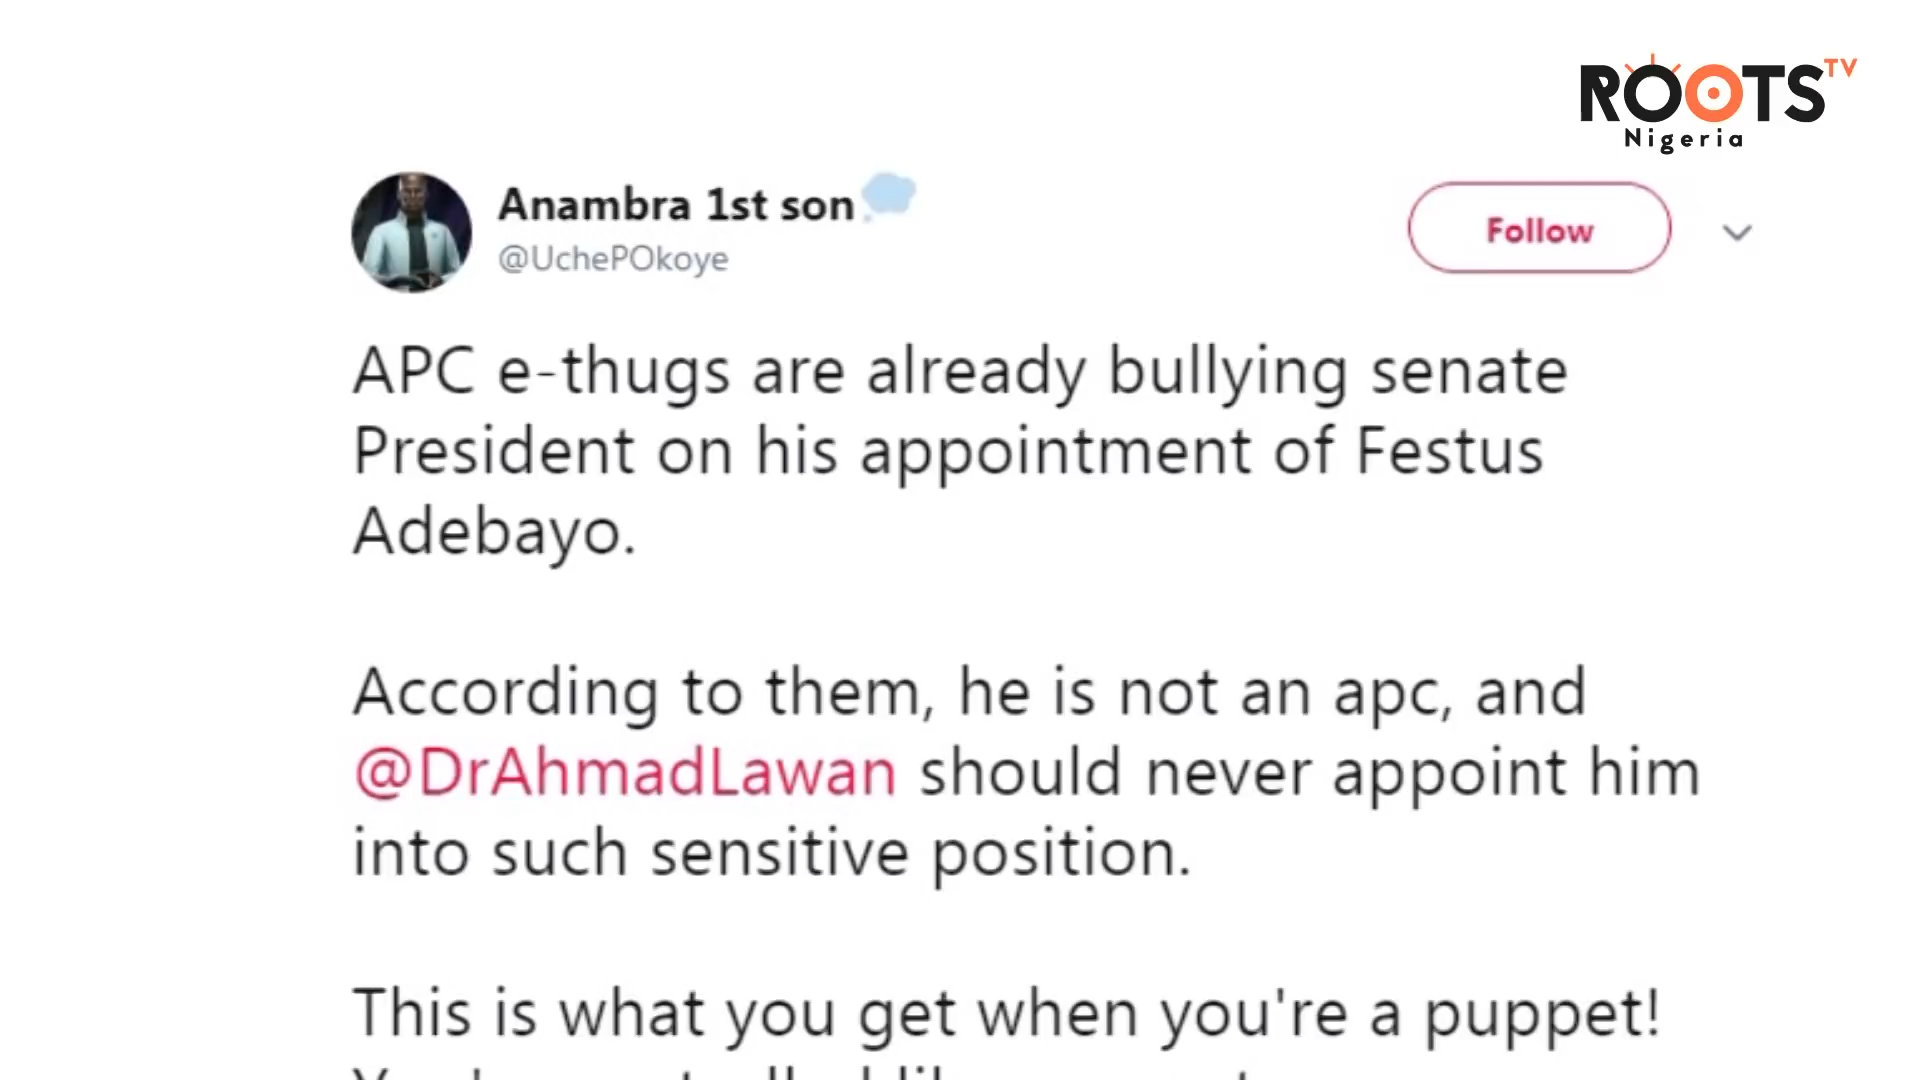 ROOTS TV
Nigeria
Anambra 1st son
@UchePOkoye
Follow
APC e-thugs are already bullying senate
President on his appointment of Festus
Adebayo.
According to them, he is not an apc, and
@DrAhmadLawan should never appoint him
into such sensitive position.
This is what you get when you're a puppet!